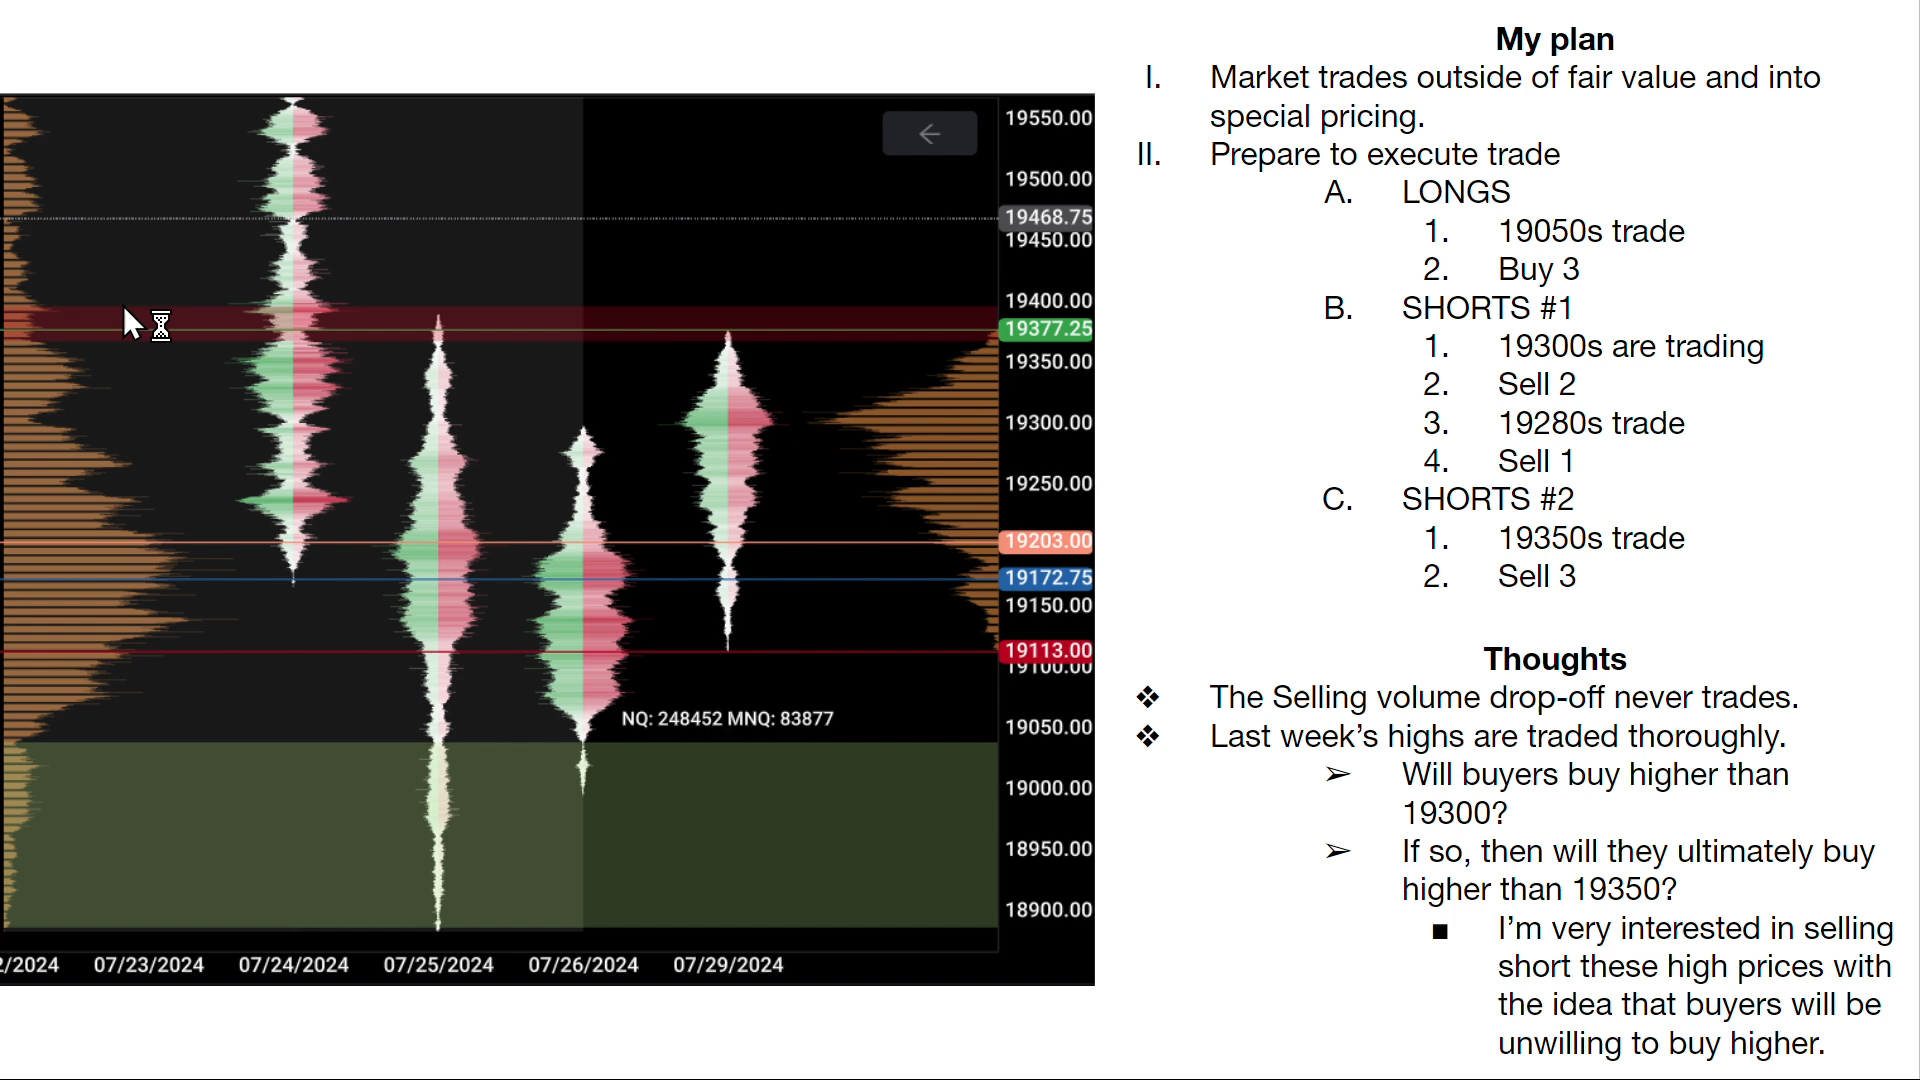 19550.00
19500.00
19468.75
19450.00
19400.00
19377.25
19350.00
19300.00
19250.00
19203.00
19172.75
19150.00
19113.00
19100.00
NQ: 248452 MNQ: 83877
19050.00
19000.00
18950.00
18900.00
2/2024 07/23/2024 07/24/2024 07/25/2024 07/26/2024 07/29/2024
My plan
I. Market trades outside of fair value and into
special pricing.
II. Prepare to execute trade
A. LONGS
1. 19050s trade
2. Buy 3
B. SHORTS #1
1. 19300s are trading
2. Sell 2
3. 19280s trade
4. Sell 1
C. SHORTS #2
1. 19350s trade
2. Sell 3
Thoughts
❖ The Selling volume drop-off never trades.
❖ Last week's highs are traded thoroughly.
➢ Will buyers buy higher than
19300?
➢ If so, then will they ultimately buy
higher than 19350?
■ I'm very interested in selling
short these high prices with
the idea that buyers will be
unwilling to buy higher.